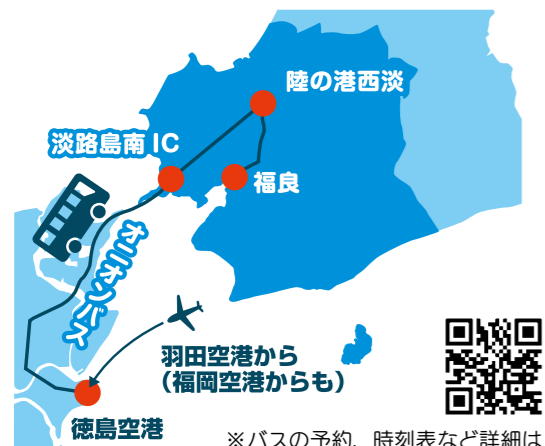 陸の港西淡
淡路島南IC
福良
オニオンバス
羽田空港から
（福岡空港からも）
徳島空港
※バスの予約、時刻表など詳細は